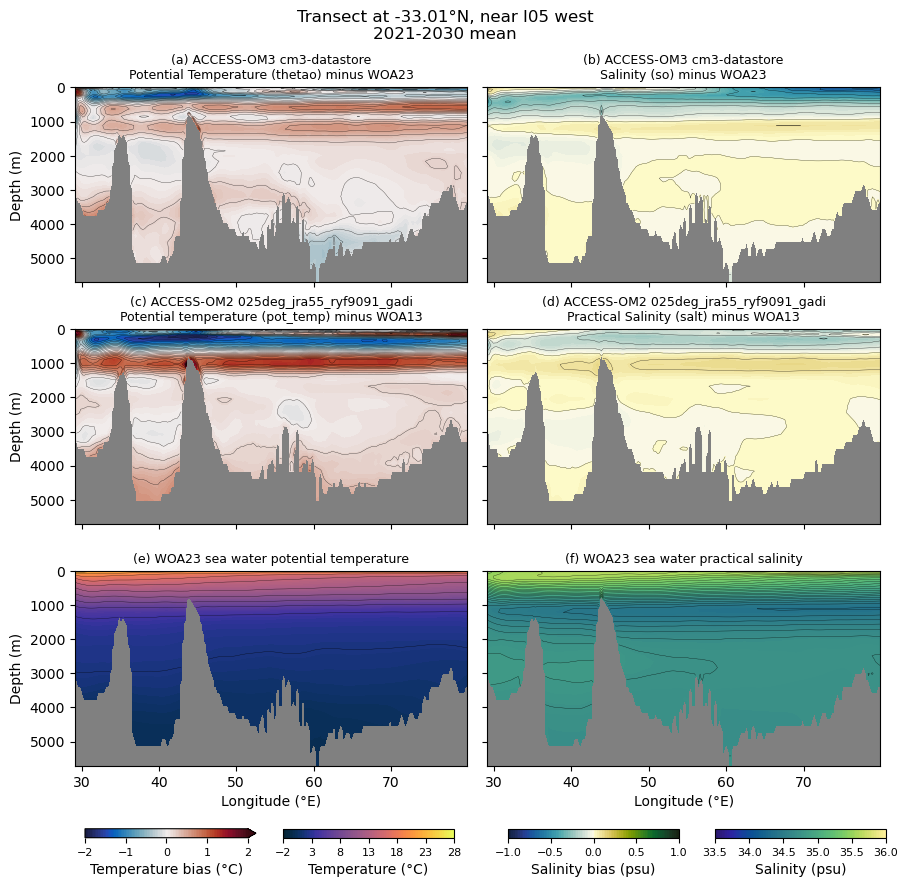 Transect at -33.01°N, near I05 west
2021-2030 mean
(a) ACCESS-OM3 cm3-datastore
Potential Temperature (thetao) minus WOA23
(b) ACCESS-OM3 cm3-datastore
Salinity (so) minus WOA23
0
1000
2000
3000
4000
5000
Depth (m)
(c) ACCESS-OM2 025deg_jra55_ryf9091_gadi
Potential temperature (pot_temp) minus WOA13
(d) ACCESS-OM2 025deg_jra55_ryf9091_gadi
Practical Salinity (salt) minus WOA13
0
1000
2000
3000
4000
5000
Depth (m)
(e) WOA23 sea water potential temperature
(f) WOA23 sea water practical salinity
0
1000
2000
3000
4000
5000
Depth (m)
30 40 50 60 70
Longitude (°E)
30 40 50 60 70
Longitude (°E)
−2 −1 0 1 2
Temperature bias (°C)
−2 3 8 13 18 23 28
Temperature (°C)
−1.0 −0.5 0.0 0.5 1.0
Salinity bias (psu)
33.5 34.0 34.5 35.0 35.5 36.0
Salinity (psu)